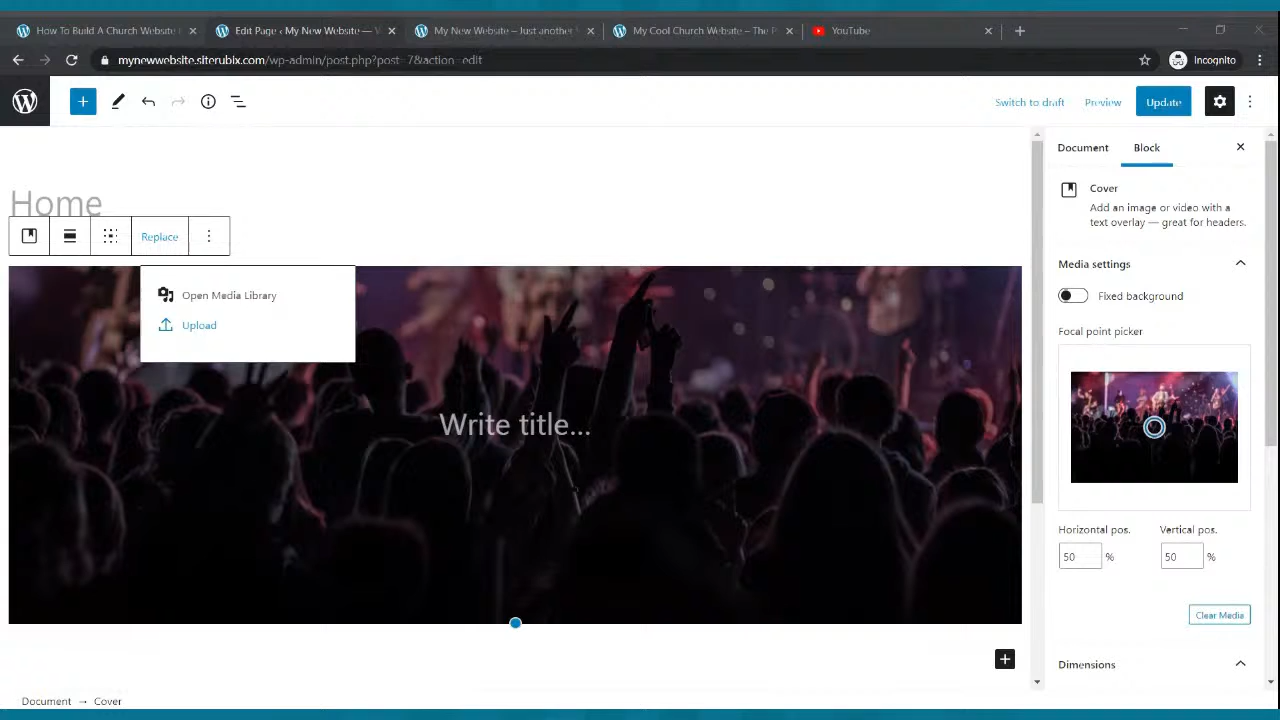 How To Build A Church Website
Edit Page ‹ My New Website — W
My New Website – Just another
My Cool Church Website – The P
YouTube
mynewwebsite.siterubix.com/wp-admin/post.php?post=7&action=edit
Incognito
Switch to draft
Preview
Update
Document
Block
Home
Cover
Add an image or video with a
text overlay — great for headers.
Replace
Media settings
Open Media Library
Fixed background
Upload
Focal point picker
Write title...
Horizontal pos.
Vertical pos.
50 %
50 %
Clear Media
Dimensions
Document → Cover